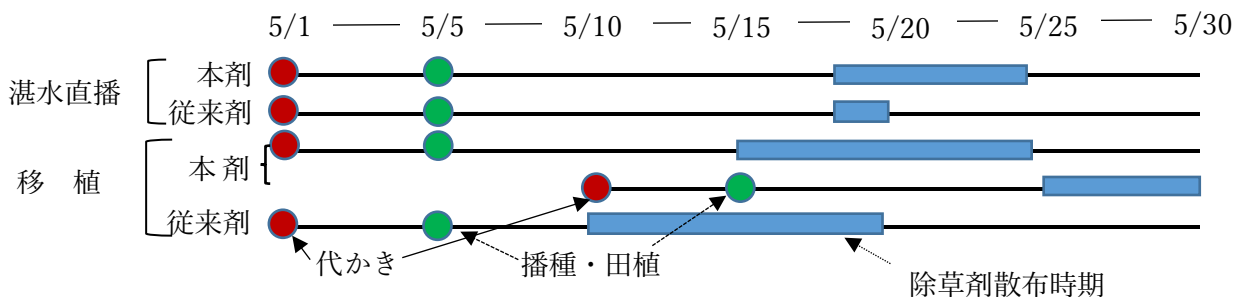 5/1 — 5/5 — 5/10 — 5/15 — 5/20 — 5/25 — 5/30
湛水直播
本剤
従来剤
移 植
本 剤
従来剤
代かき
播種・田植
除草剤散布時期